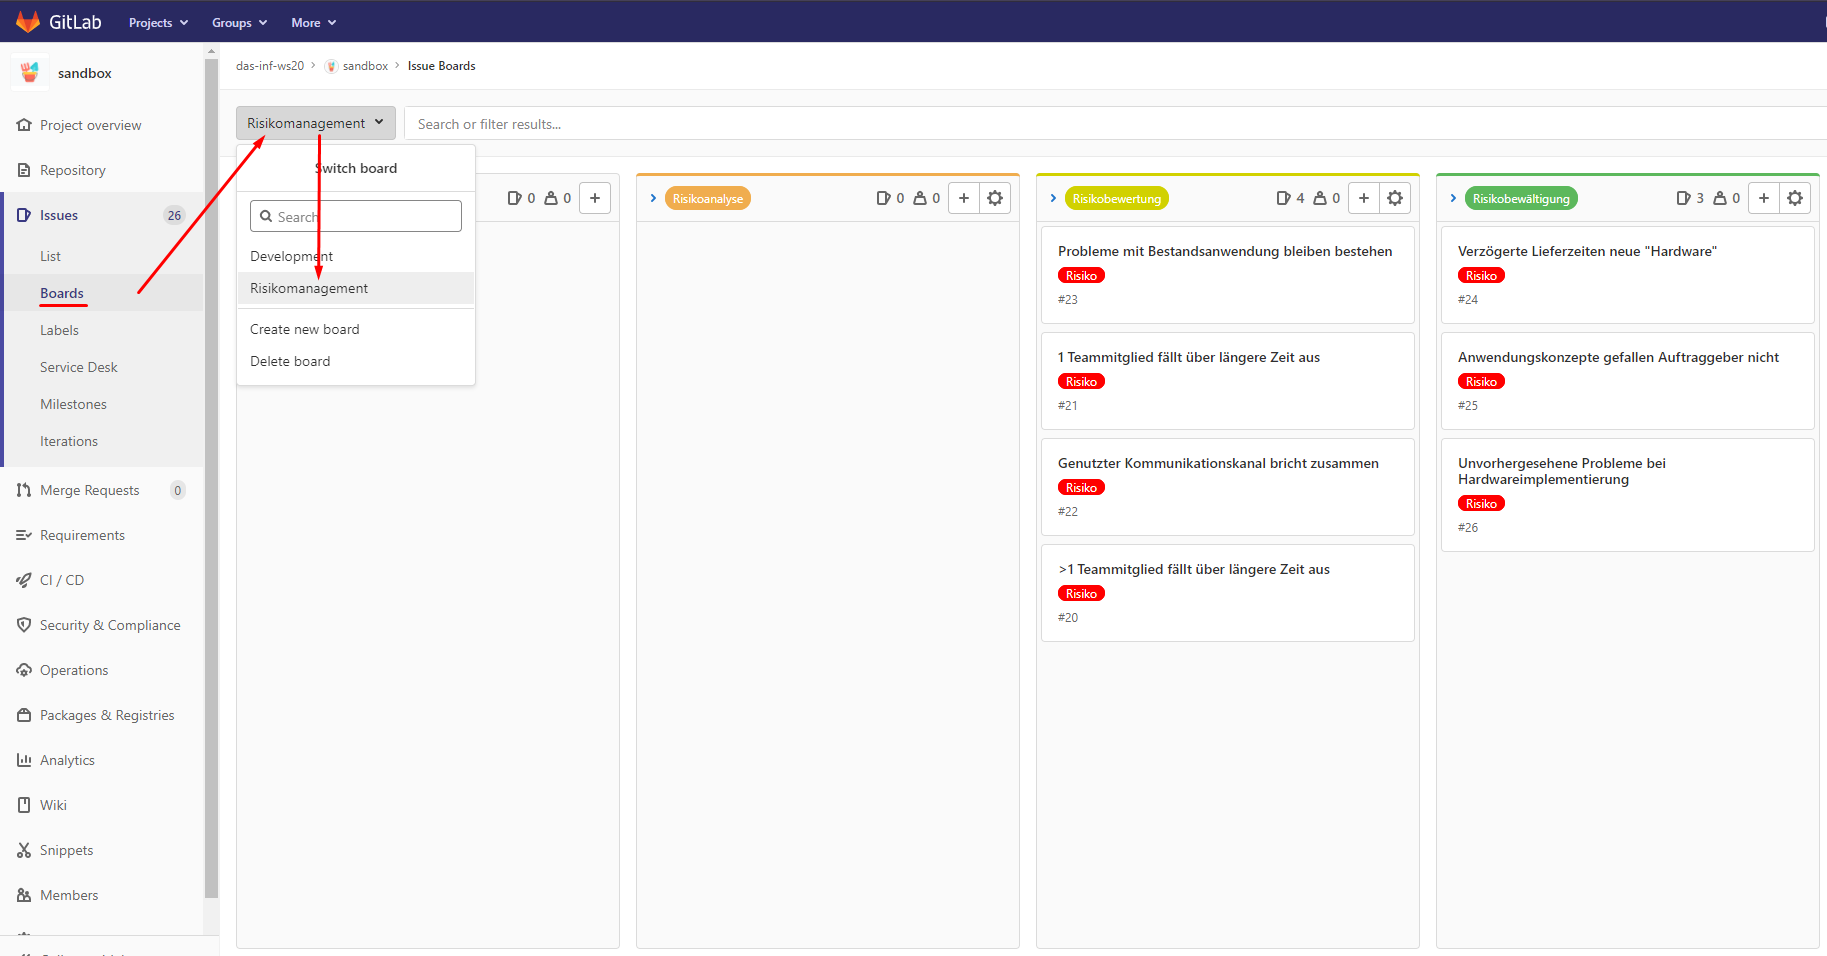 GitLab
Projects
Groups
More
sandbox
Project overview
Repository
Issues
26
List
Boards
Labels
Service Desk
Milestones
Iterations
Merge Requests
0
Requirements
CI / CD
Security & Compliance
Operations
Packages & Registries
Analytics
Wiki
Snippets
Members
das-inf-ws20 > sandbox > Issue Boards
Risikomanagement
Search or filter results...
Switch board
Search
Development
Risikomanagement
Create new board
Delete board
0 0 +
Risikoanalyse
0 0 +
Risikobewertung
4 0 +
Probleme mit Bestandsanwendung bleiben bestehen
Risiko
#23
1 Teammitglied fällt über längere Zeit aus
Risiko
#21
Genutzter Kommunikationskanal bricht zusammen
Risiko
#22
>1 Teammitglied fällt über längere Zeit aus
Risiko
#20
Risikobewältigung
3 0 +
Verzögerte Lieferzeiten neue "Hardware"
Risiko
#24
Anwendungskonzepte gefallen Auftraggeber nicht
Risiko
#25
Unvorhergesehene Probleme bei
Hardwareimplementierung
Risiko
#26